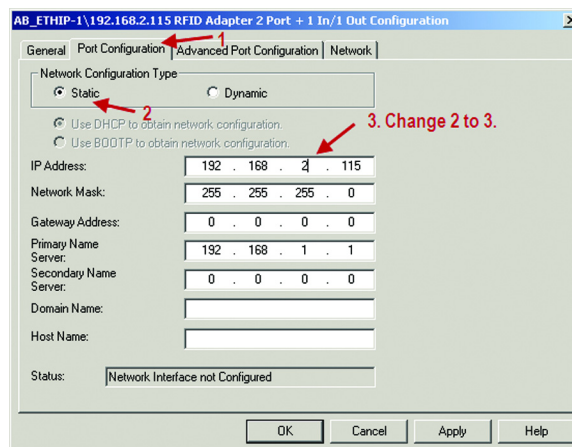 AB_ETHIP-1\192.168.2.115 RFID Adapter 2 Port + 1 In/1 Out Configuration
General Port Configuration Advanced Port Configuration Network
1
Network Configuration Type
Static Dynamic
2
Use DHCP to obtain network configuration.
3. Change 2 to 3.
Use BOOTP to obtain network configuration.
IP Address: 192 . 168 . 2 . 115
Network Mask: 255 . 255 . 255 . 0
Gateway Address: 0 . 0 . 0 . 0
Primary Name Server: 192 . 168 . 1 . 1
Secondary Name Server: 0 . 0 . 0 . 0
Domain Name:
Host Name:
Status: Network Interface not Configured
OK Cancel Apply Help